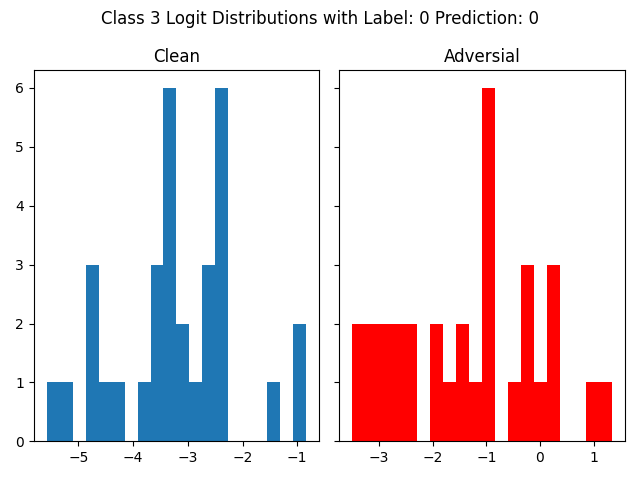 Class 3 Logit Distributions with Label: 0 Prediction: 0
Clean
Adversial
6
5
4
3
2
1
0
−5 −4 −3 −2 −1
−3 −2 −1 0 1